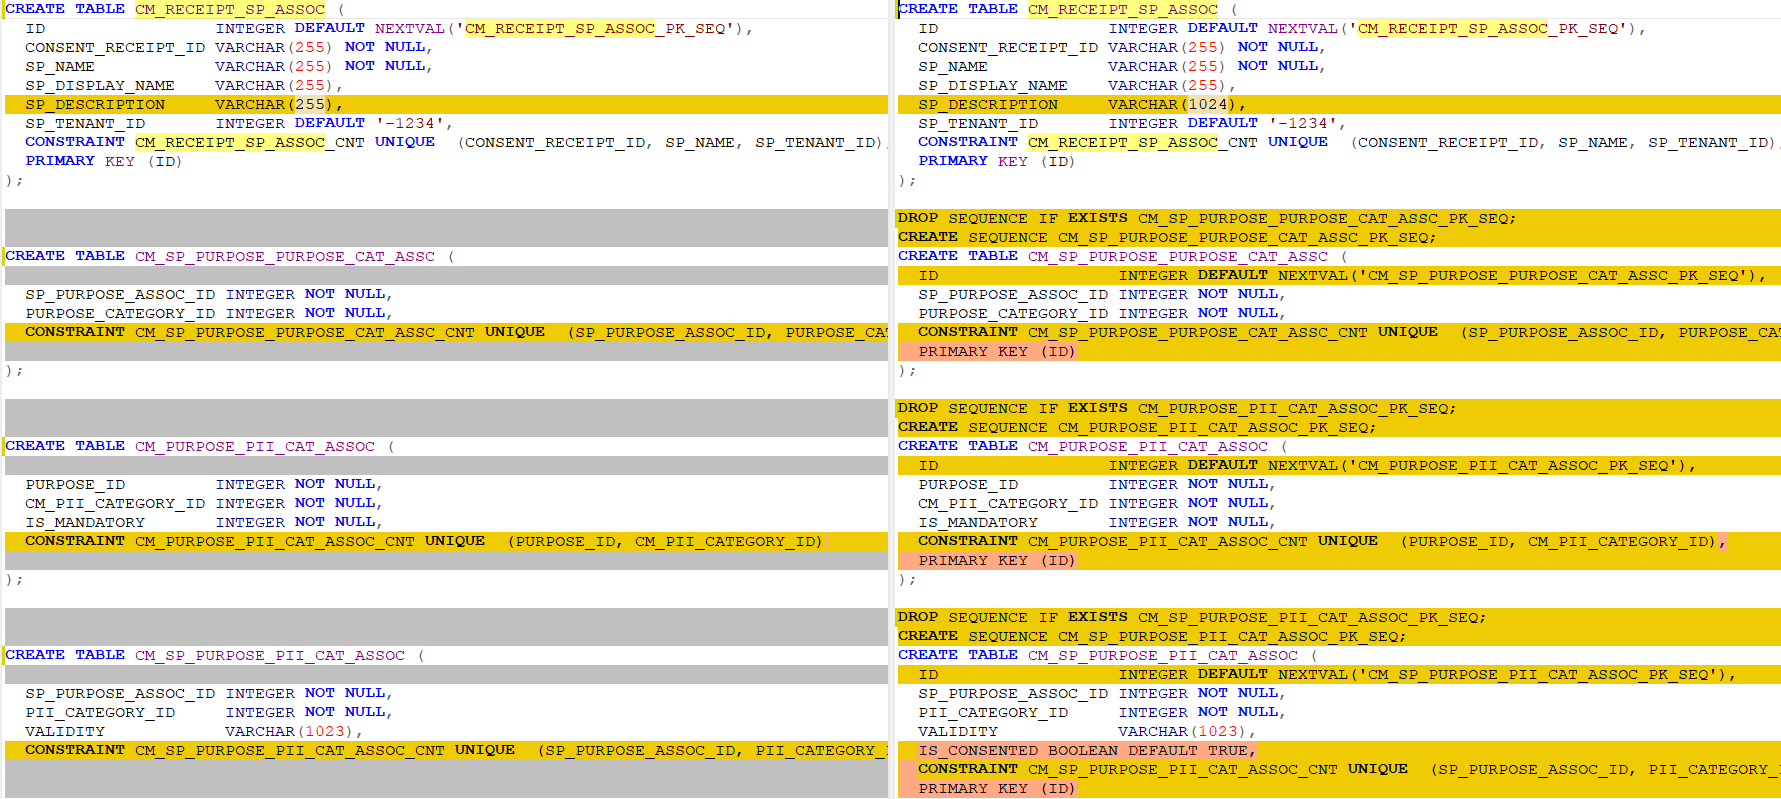 CREATE TABLE CM_RECEIPT_SP_ASSOC (
  ID                 INTEGER DEFAULT NEXTVAL('CM_RECEIPT_SP_ASSOC_PK_SEQ'),
  CONSENT_RECEIPT_ID VARCHAR(255) NOT NULL,
  SP_NAME            VARCHAR(255) NOT NULL,
  SP_DISPLAY_NAME    VARCHAR(255),
  SP_DESCRIPTION     VARCHAR(255),
  SP_TENANT_ID       INTEGER DEFAULT '-1234',
  CONSTRAINT CM_RECEIPT_SP_ASSOC_CNT UNIQUE  (CONSENT_RECEIPT_ID, SP_NAME, SP_TENANT_ID)
  PRIMARY KEY (ID)
);
CREATE TABLE CM_SP_PURPOSE_PURPOSE_CAT_ASSC (
  SP_PURPOSE_ASSOC_ID INTEGER NOT NULL,
  PURPOSE_CATEGORY_ID INTEGER NOT NULL,
  CONSTRAINT CM_SP_PURPOSE_PURPOSE_CAT_ASSC_CNT UNIQUE  (SP_PURPOSE_ASSOC_ID, PURPOSE_CA
);
CREATE TABLE CM_PURPOSE_PII_CAT_ASSOC (
  PURPOSE_ID         INTEGER NOT NULL,
  CM_PII_CATEGORY_ID INTEGER NOT NULL,
  IS_MANDATORY       INTEGER NOT NULL,
  CONSTRAINT CM_PURPOSE_PII_CAT_ASSOC_CNT UNIQUE  (PURPOSE_ID, CM_PII_CATEGORY_ID)
);
CREATE TABLE CM_SP_PURPOSE_PII_CAT_ASSOC (
  SP_PURPOSE_ASSOC_ID INTEGER NOT NULL,
  PII_CATEGORY_ID     INTEGER NOT NULL,
  VALIDITY            VARCHAR(1023),
  CONSTRAINT CM_SP_PURPOSE_PII_CAT_ASSOC_CNT UNIQUE  (SP_PURPOSE_ASSOC_ID, PII_CATEGORY_
CREATE TABLE CM_RECEIPT_SP_ASSOC (
  ID                 INTEGER DEFAULT NEXTVAL('CM_RECEIPT_SP_ASSOC_PK_SEQ'),
  CONSENT_RECEIPT_ID VARCHAR(255) NOT NULL,
  SP_NAME            VARCHAR(255) NOT NULL,
  SP_DISPLAY_NAME    VARCHAR(255),
  SP_DESCRIPTION     VARCHAR(1024),
  SP_TENANT_ID       INTEGER DEFAULT '-1234',
  CONSTRAINT CM_RECEIPT_SP_ASSOC_CNT UNIQUE  (CONSENT_RECEIPT_ID, SP_NAME, SP_TENANT_ID)
  PRIMARY KEY (ID)
);
DROP SEQUENCE IF EXISTS CM_SP_PURPOSE_PURPOSE_CAT_ASSC_PK_SEQ;
CREATE SEQUENCE CM_SP_PURPOSE_PURPOSE_CAT_ASSC_PK_SEQ;
CREATE TABLE CM_SP_PURPOSE_PURPOSE_CAT_ASSC (
  ID                  INTEGER DEFAULT NEXTVAL('CM_SP_PURPOSE_PURPOSE_CAT_ASSC_PK_SEQ'),
  SP_PURPOSE_ASSOC_ID INTEGER NOT NULL,
  PURPOSE_CATEGORY_ID INTEGER NOT NULL,
  CONSTRAINT CM_SP_PURPOSE_PURPOSE_CAT_ASSC_CNT UNIQUE  (SP_PURPOSE_ASSOC_ID, PURPOSE_CA
  PRIMARY KEY (ID)
);
DROP SEQUENCE IF EXISTS CM_PURPOSE_PII_CAT_ASSOC_PK_SEQ;
CREATE SEQUENCE CM_PURPOSE_PII_CAT_ASSOC_PK_SEQ;
CREATE TABLE CM_PURPOSE_PII_CAT_ASSOC (
  ID                 INTEGER DEFAULT NEXTVAL('CM_PURPOSE_PII_CAT_ASSOC_PK_SEQ'),
  PURPOSE_ID         INTEGER NOT NULL,
  CM_PII_CATEGORY_ID INTEGER NOT NULL,
  IS_MANDATORY       INTEGER NOT NULL,
  CONSTRAINT CM_PURPOSE_PII_CAT_ASSOC_CNT UNIQUE  (PURPOSE_ID, CM_PII_CATEGORY_ID),
  PRIMARY KEY (ID)
);
DROP SEQUENCE IF EXISTS CM_SP_PURPOSE_PII_CAT_ASSOC_PK_SEQ;
CREATE SEQUENCE CM_SP_PURPOSE_PII_CAT_ASSOC_PK_SEQ;
CREATE TABLE CM_SP_PURPOSE_PII_CAT_ASSOC (
  ID                  INTEGER DEFAULT NEXTVAL('CM_SP_PURPOSE_PII_CAT_ASSOC_PK_SEQ'),
  SP_PURPOSE_ASSOC_ID INTEGER NOT NULL,
  PII_CATEGORY_ID     INTEGER NOT NULL,
  VALIDITY            VARCHAR(1023),
  IS_CONSENTED BOOLEAN DEFAULT TRUE,
  CONSTRAINT CM_SP_PURPOSE_PII_CAT_ASSOC_CNT UNIQUE  (SP_PURPOSE_ASSOC_ID, PII_CATEGORY_
  PRIMARY KEY (ID)